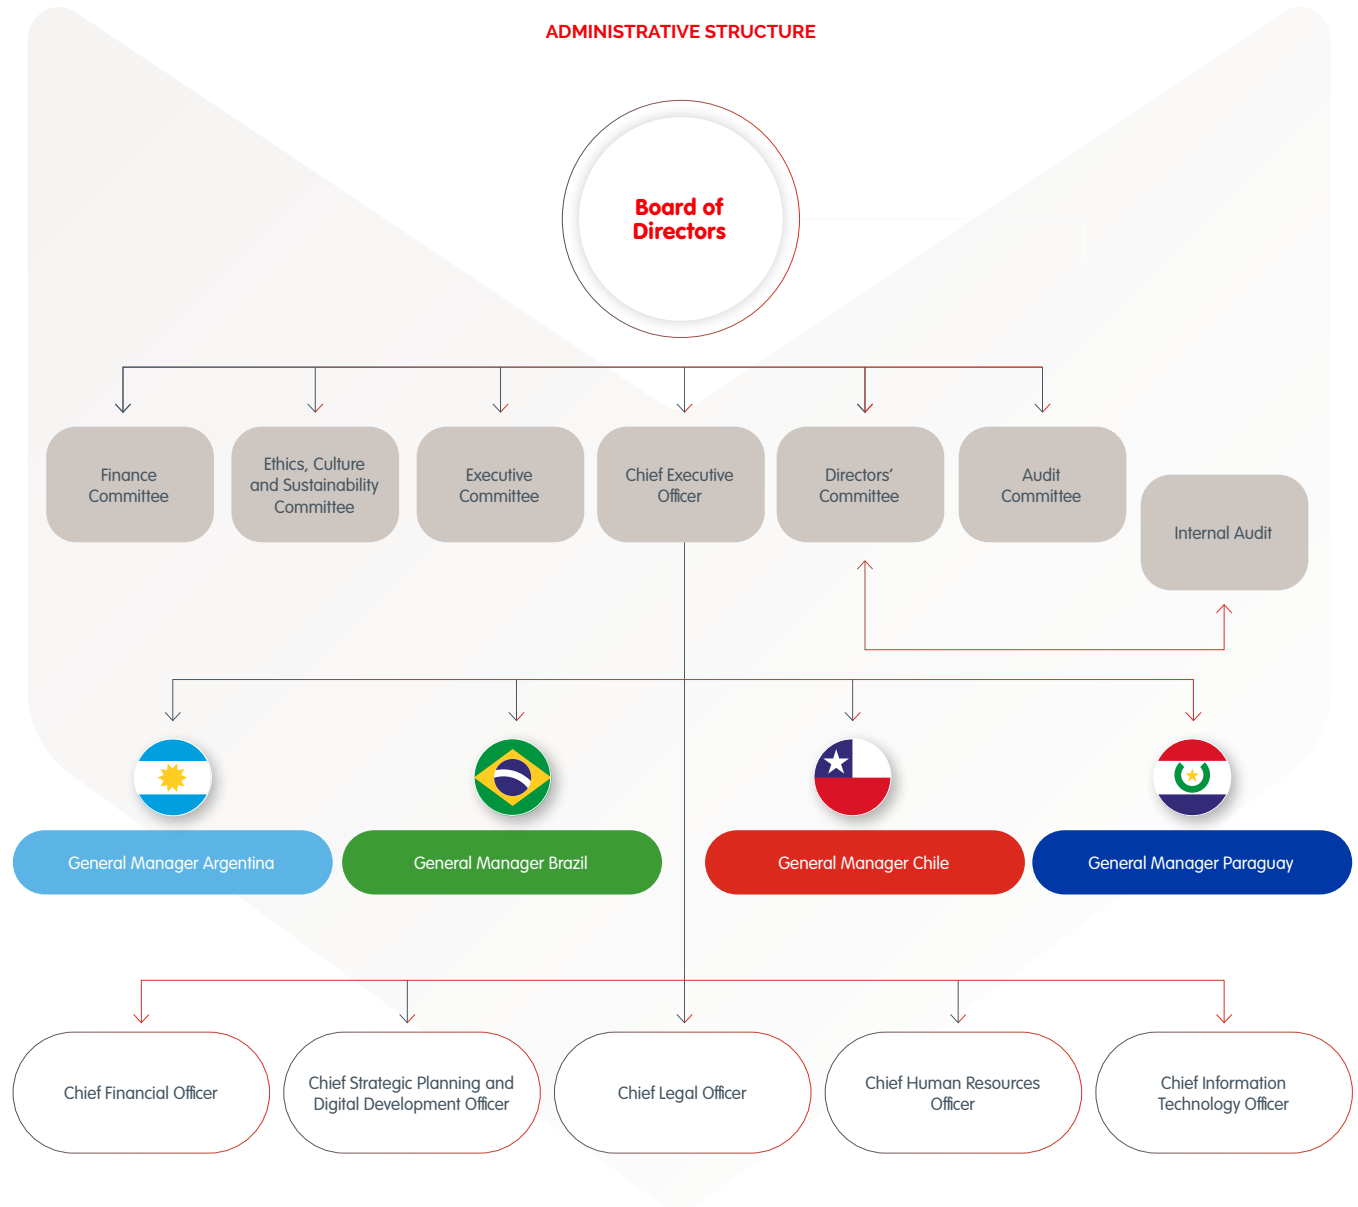 ADMINISTRATIVE STRUCTURE
Board of
Directors
Finance
Committee
Ethics, Culture
and Sustainability
Committee
Executive
Committee
Chief Executive
Officer
Directors’
Committee
Audit
Committee
Internal Audit
General Manager Argentina
General Manager Brazil
General Manager Chile
General Manager Paraguay
Chief Financial Officer
Chief Strategic Planning and
Digital Development Officer
Chief Legal Officer
Chief Human Resources
Officer
Chief Information
Technology Officer